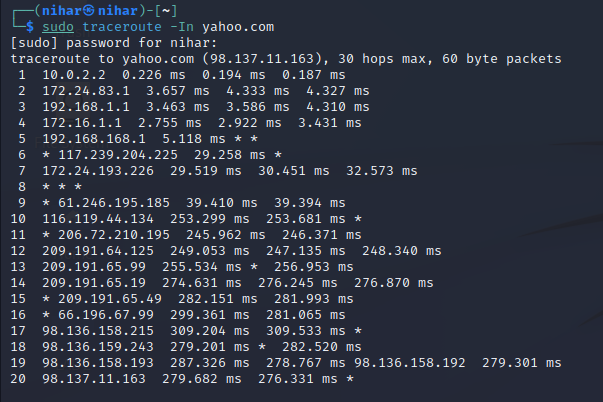 ┌──(nihar㉿nihar)-[~]
└─$ sudo traceroute -In yahoo.com
[sudo] password for nihar:
traceroute to yahoo.com (98.137.11.163), 30 hops max, 60 byte packets
 1  10.0.2.2  0.226 ms  0.194 ms  0.187 ms
 2  172.24.83.1  3.657 ms  4.333 ms  4.327 ms
 3  192.168.1.1  3.463 ms  3.586 ms  4.310 ms
 4  172.16.1.1  2.755 ms  2.922 ms  3.431 ms
 5  192.168.168.1  5.118 ms * *
 6  * 117.239.204.225  29.258 ms *
 7  172.24.193.226  29.519 ms  30.451 ms  32.573 ms
 8  * * *
 9  * 61.246.195.185  39.410 ms  39.394 ms
10  116.119.44.134  253.299 ms  253.681 ms *
11  * 206.72.210.195  245.962 ms  246.371 ms
12  209.191.64.125  249.053 ms  247.135 ms  248.340 ms
13  209.191.65.99  255.534 ms *  256.953 ms
14  209.191.65.19  274.631 ms  276.245 ms  276.870 ms
15  * 209.191.65.49  282.151 ms  281.993 ms
16  * 66.196.67.99  299.361 ms  281.065 ms
17  98.136.158.215  309.204 ms  309.533 ms *
18  98.136.159.243  279.201 ms *  282.520 ms
19  98.136.158.193  287.326 ms  278.767 ms 98.136.158.192  279.301 ms
20  98.137.11.163  279.682 ms  276.331 ms *